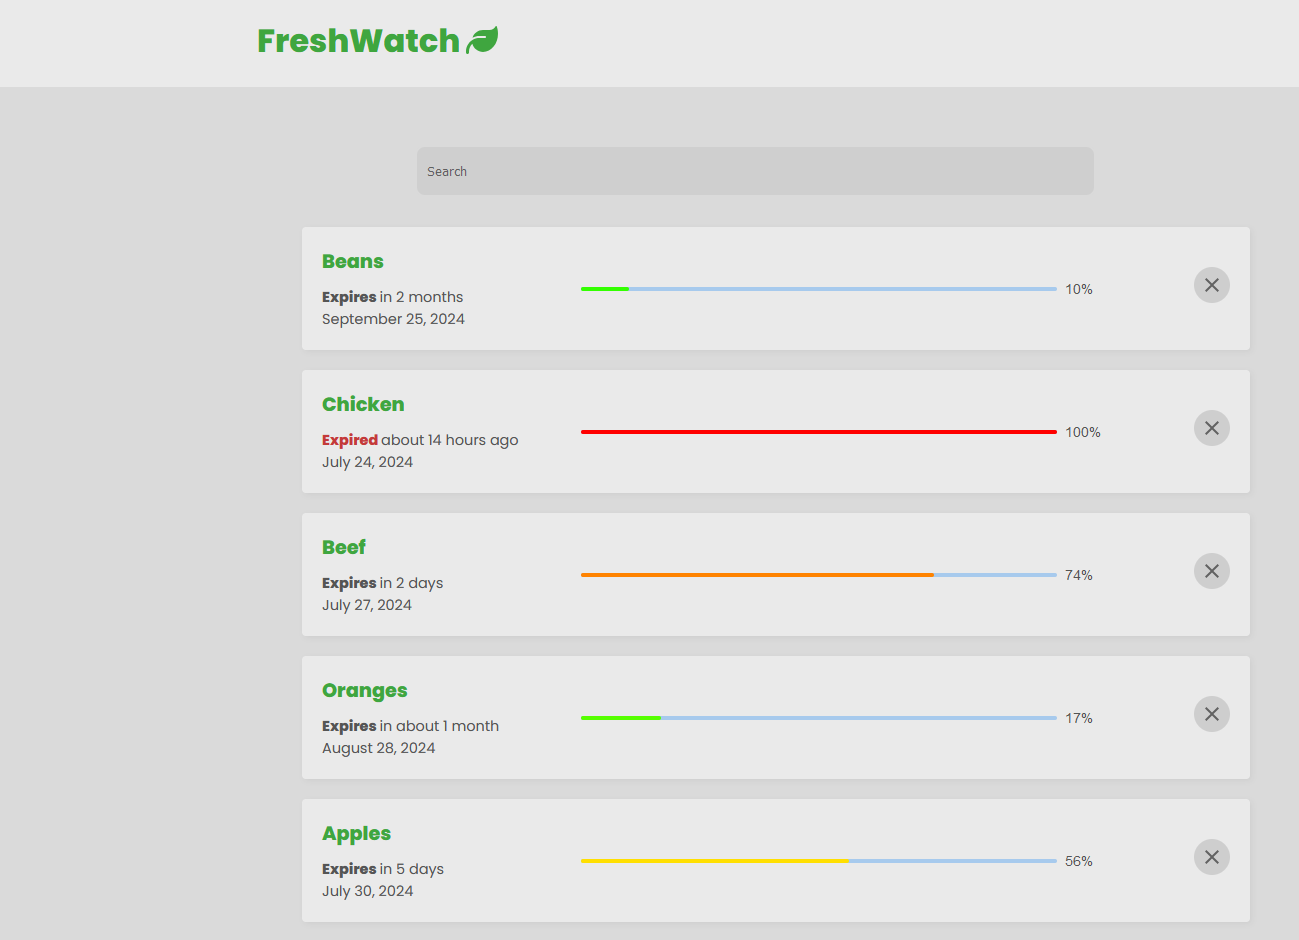 FreshWatch
Search
Beans
Expires in 2 months
September 25, 2024
10%
Chicken
Expired about 14 hours ago
July 24, 2024
100%
Beef
Expires in 2 days
July 27, 2024
74%
Oranges
Expires in about 1 month
August 28, 2024
17%
Apples
Expires in 5 days
July 30, 2024
56%